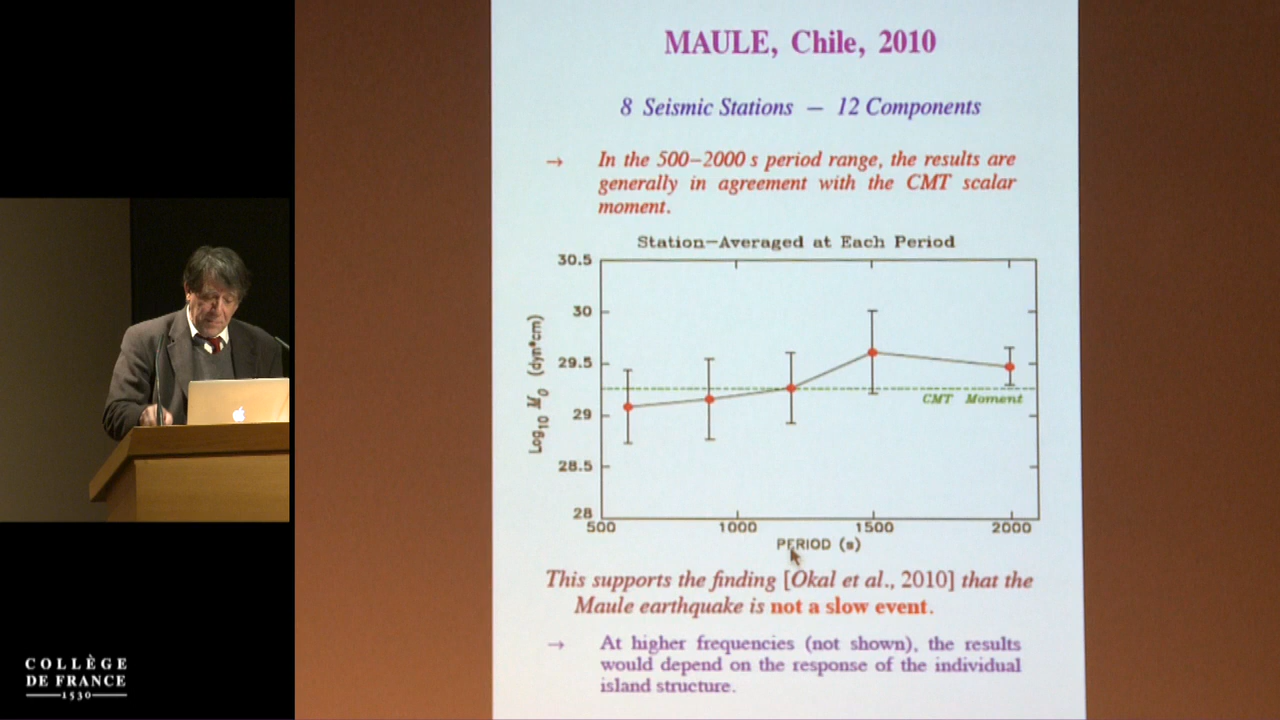 MAULE, Chile, 2010
8 Seismic Stations — 12 Components
→ In the 500–2000 s period range, the results are
generally in agreement with the CMT scalar
moment.
Station–Averaged at Each Period
30.5
30
29.5
29
28.5
28
Log10 M0 (dyn*cm)
CMT Moment
500 1000 1500 2000
PERIOD (s)
This supports the finding [Okal et al., 2010] that the
Maule earthquake is not a slow event.
→ At higher frequencies (not shown), the results
would depend on the response of the individual
island structure.
COLLÈGE
DE FRANCE
1530